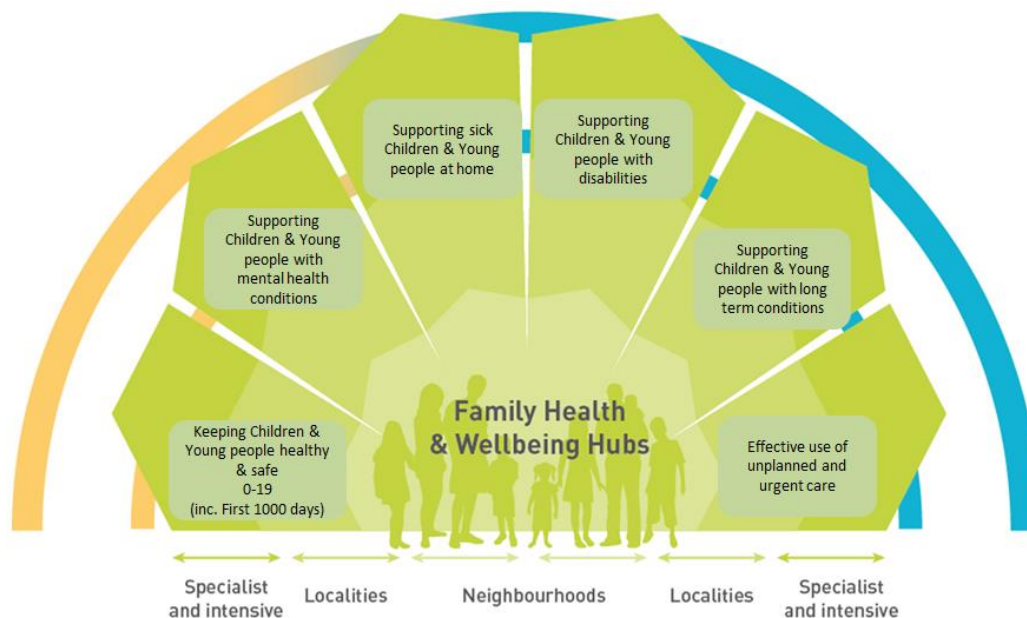 Supporting sick
Children & Young
people at home
Supporting
Children & Young
people with
disabilities
Supporting
Children & Young
people with
mental health
conditions
Supporting
Children & Young
people with long
term conditions
Keeping Children &
Young people healthy
& safe
0-19
(inc. First 1000 days)
Family Health
& Wellbeing Hubs
Effective use of
unplanned and
urgent care
Specialist
and intensive
Localities
Neighbourhoods
Localities
Specialist
and intensive